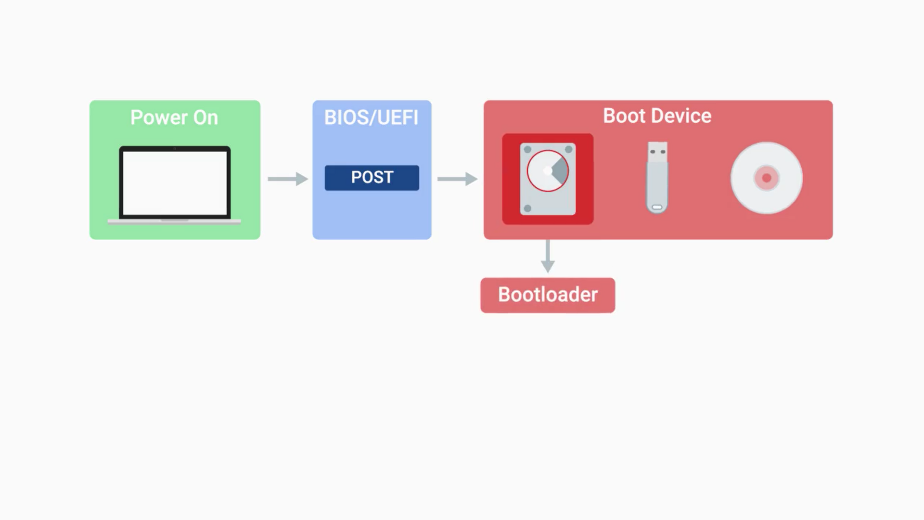 Power On
BIOS/UEFI
POST
Boot Device
Bootloader